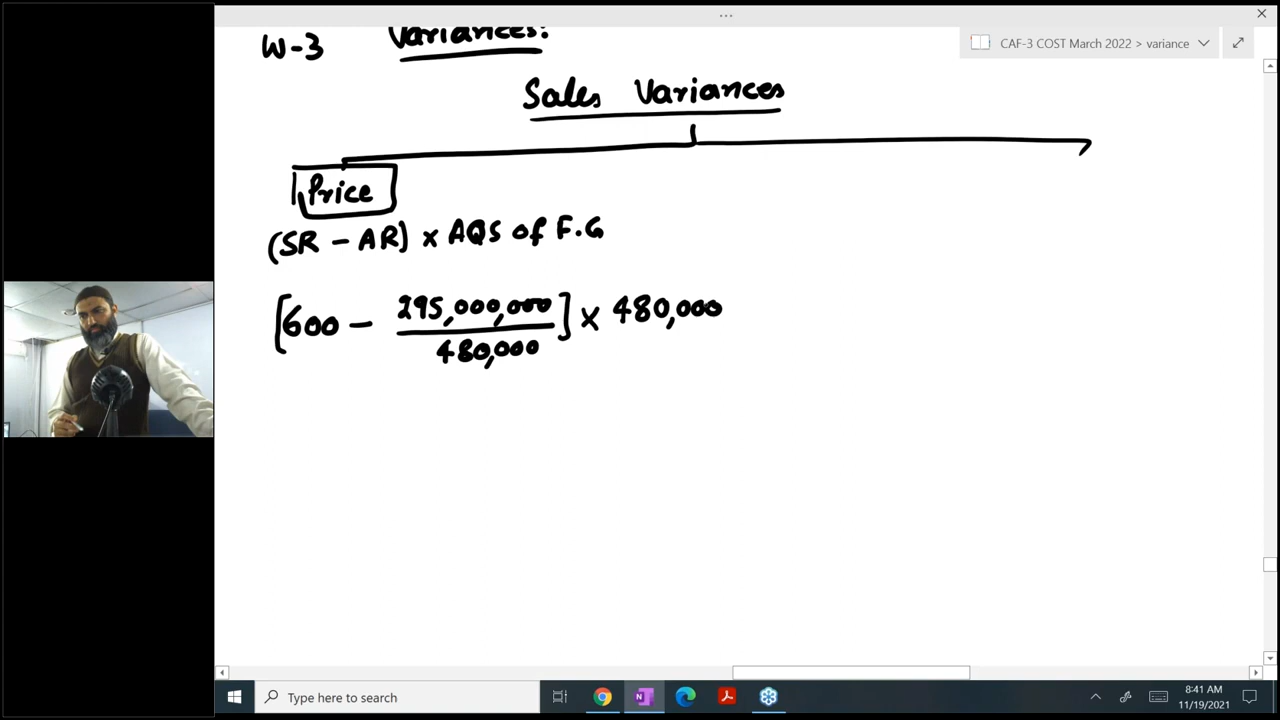 CAF-3 COST March 2022 > variance
W-3 Variances:
Sales Variances
Price
(SR - AR) x AQS of F.G
[600 - 295,000,000 / 480,000] x 480,000
Type here to search
8:41 AM
11/19/2021